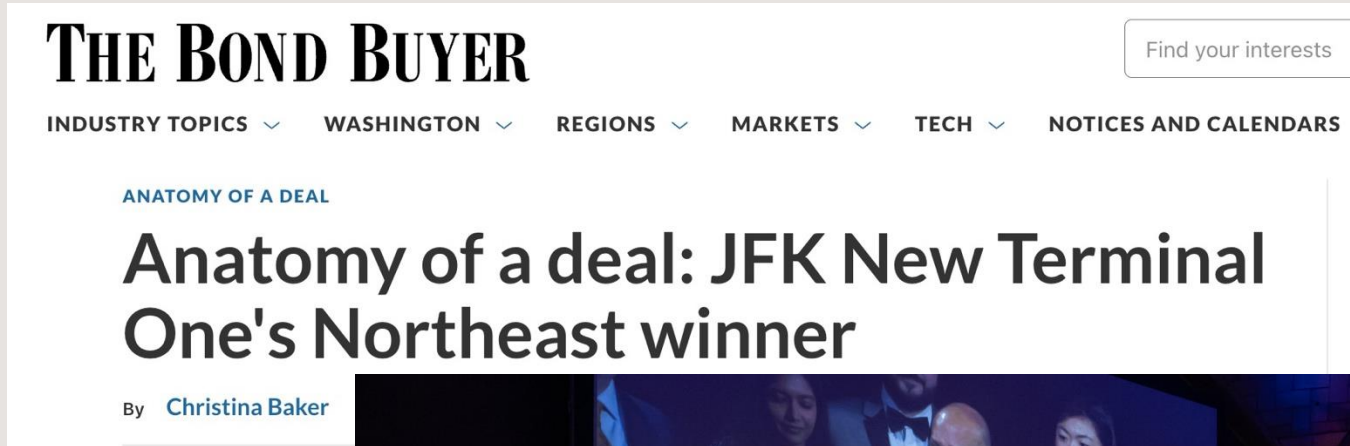 THE BOND BUYER
Find your interests
INDUSTRY TOPICS WASHINGTON REGIONS MARKETS TECH NOTICES AND CALENDARS
ANATOMY OF A DEAL
Anatomy of a deal: JFK New Terminal
One's Northeast winner
By Christina Baker